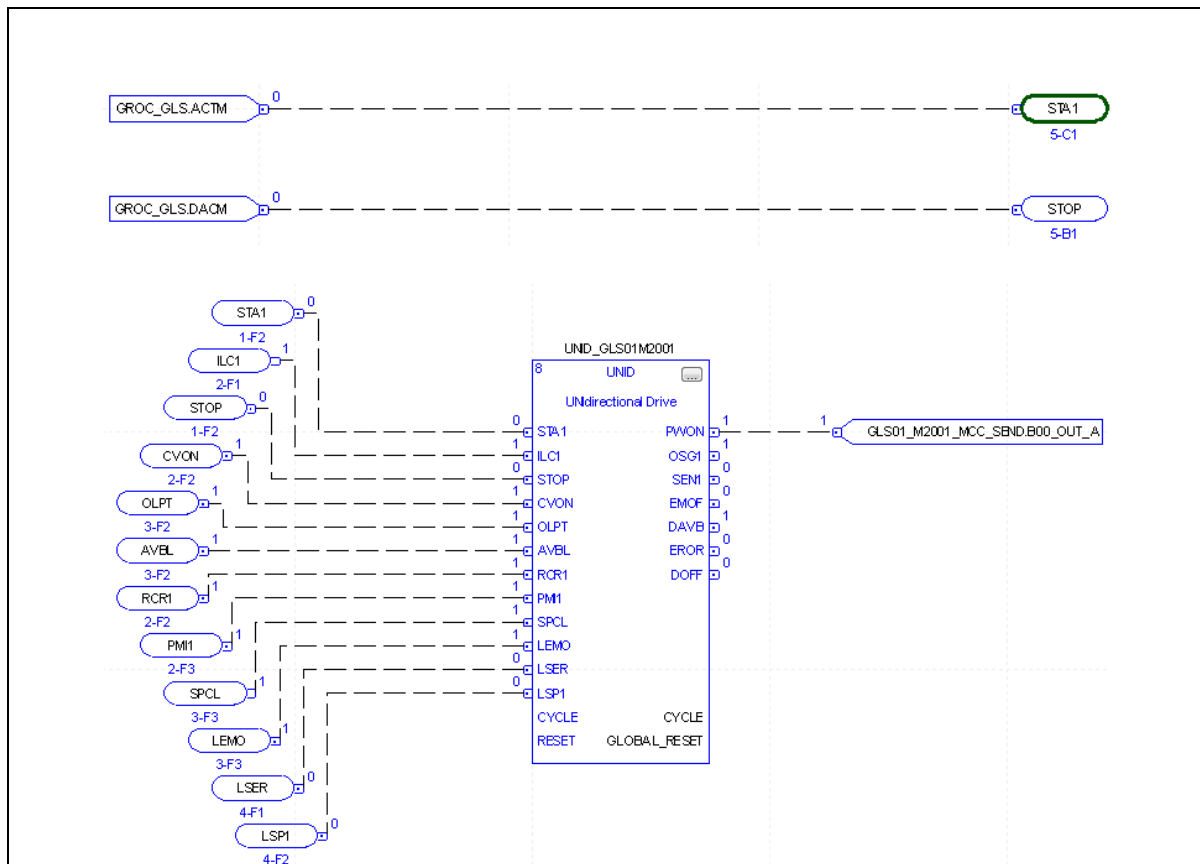 0
GROC_GLS.ACTM STA1
5-C1
0
GROC_GLS.DACM STOP
5-B1
0
STA1
1-F2
1
ILC1
2-F1
0
STOP
1-F2
1
CVON
2-F2
1
OLPT
3-F2
1
AVBL
3-F2
1
RCR1
2-F2
1
PMI1
2-F3
1
SPCL
3-F3
1
LEMO
3-F3
0
LSER
4-F1
0
LSP1
4-F2
UNID_GLS01M2001
8 UNID ...
UNIdirectional Drive
0 STA1 PWON 1
1 ILC1 OSG1 1
0 STOP SEN1 0
1 CVON EMOF 0
1 OLPT DAVB 1
1 AVBL EROR 0
1 RCR1 DOFF 0
1 PMI1
1 SPCL
1 LEMO
0 LSER
0 LSP1
CYCLE CYCLE
RESET GLOBAL_RESET
1 GLS01_M2001_MCC_SEND.B00_OUT_A